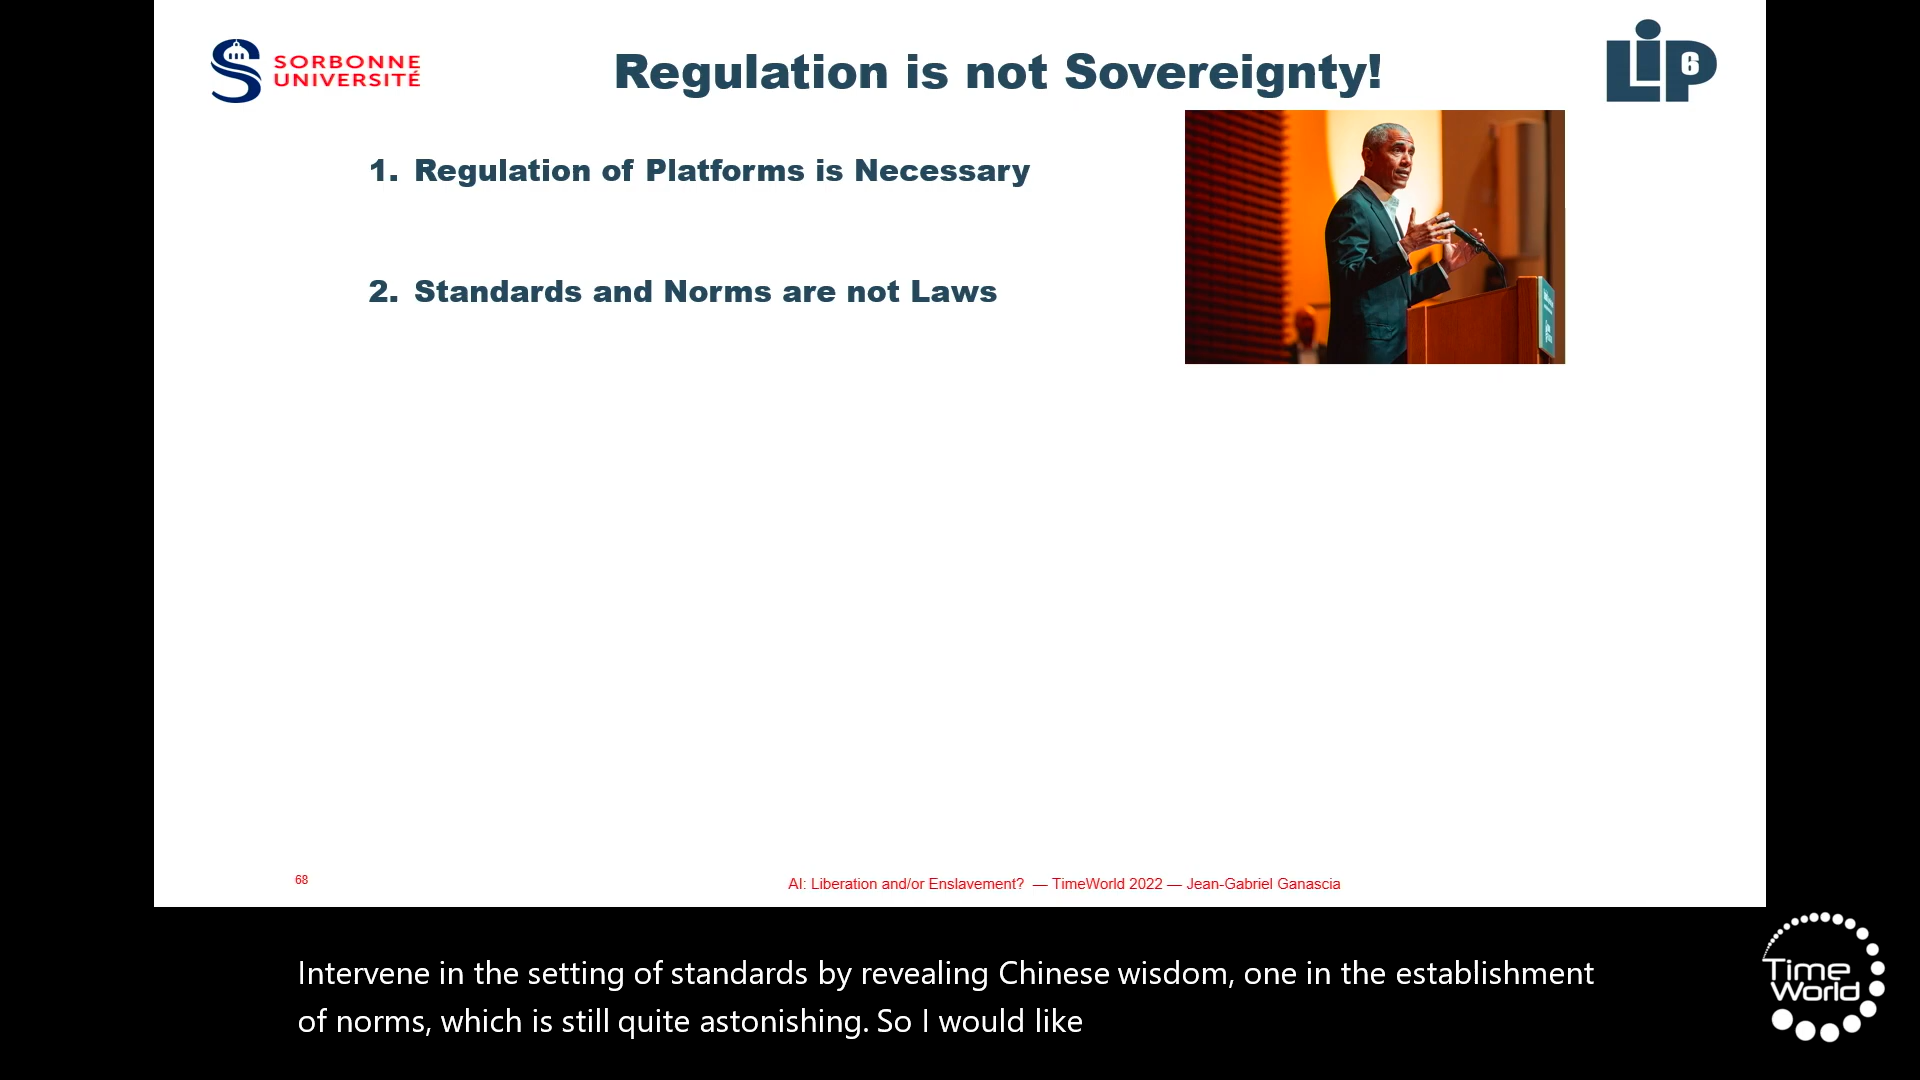 SORBONNE
UNIVERSITÉ
Regulation is not Sovereignty!
LiP6
1. Regulation of Platforms is Necessary
2. Standards and Norms are not Laws
68
AI: Liberation and/or Enslavement? — TimeWorld 2022 — Jean-Gabriel Ganascia
Intervene in the setting of standards by revealing Chinese wisdom, one in the establishment
of norms, which is still quite astonishing. So I would like
Time
World